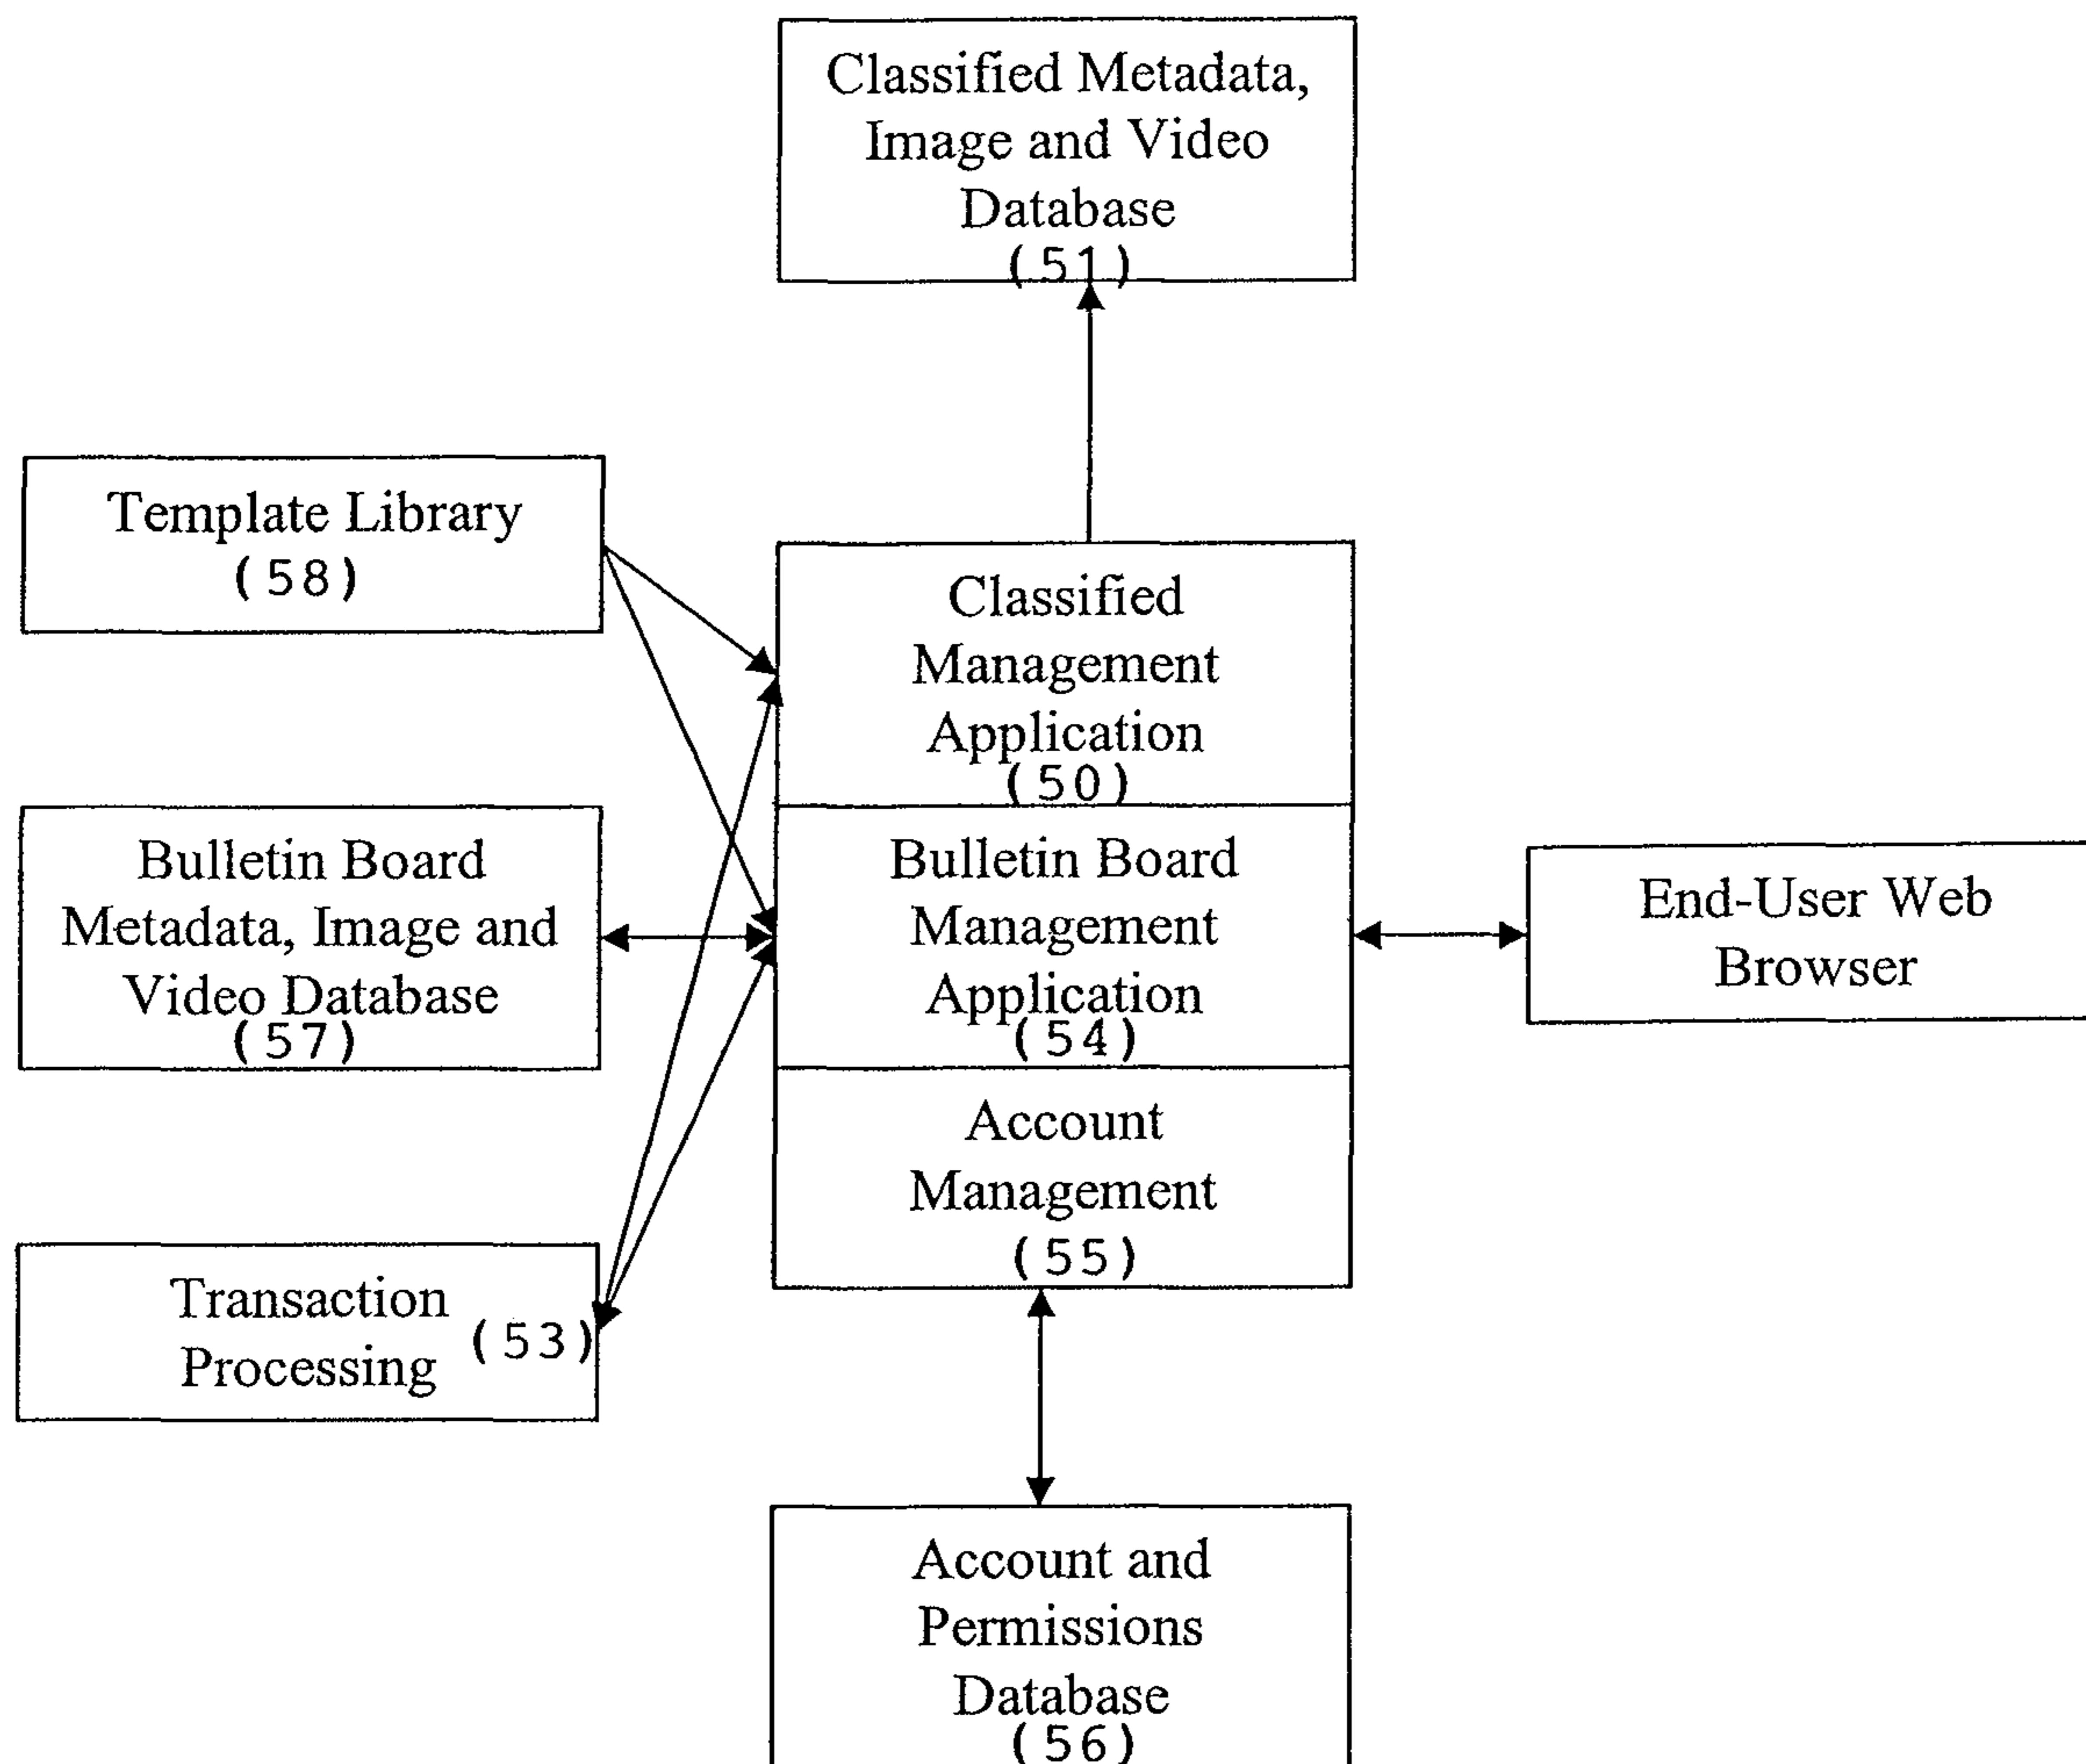 Classified Metadata,
Image and Video
Database
(51)
Template Library
(58)
Classified
Management
Application
(50)
Bulletin Board
Metadata, Image and
Video Database
(57)
Bulletin Board
Management
Application
(54)
End-User Web
Browser
Account
Management
(55)
Transaction
Processing
(53)
Account and
Permissions
Database
(56)